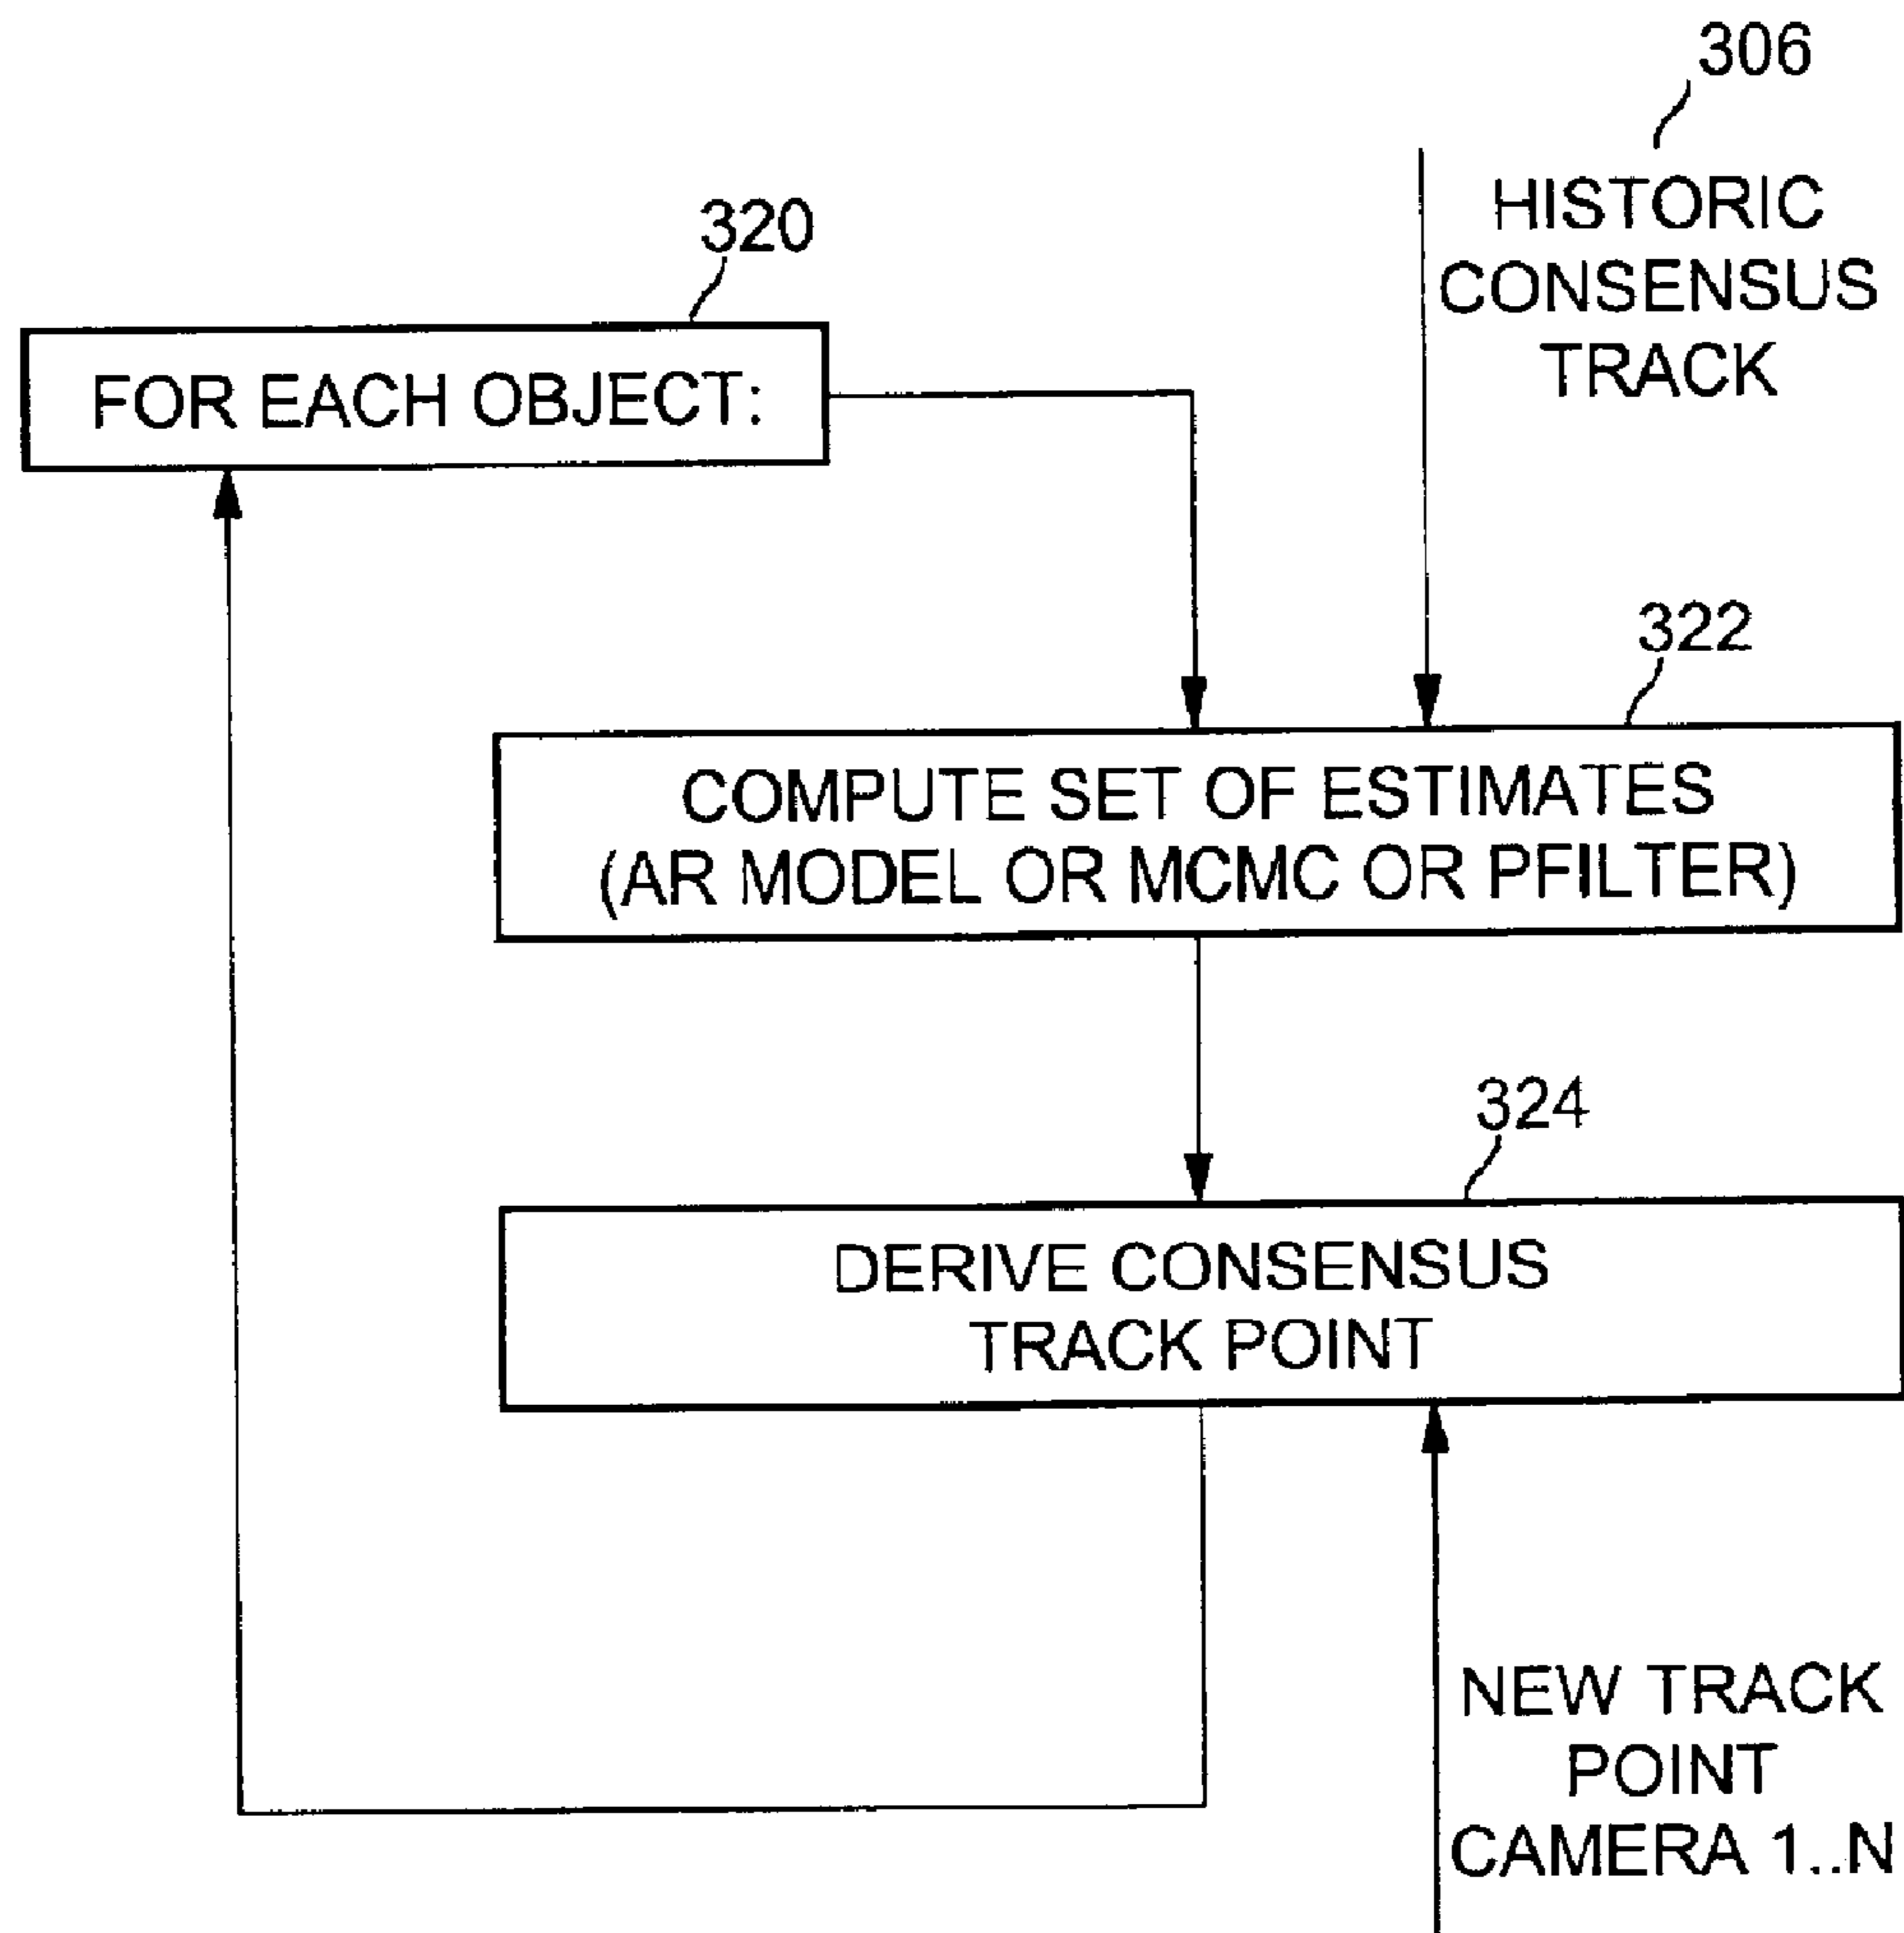 306
HISTORIC
CONSENSUS
TRACK
320
FOR EACH OBJECT:
322
COMPUTE SET OF ESTIMATES
(AR MODEL OR MCMC OR PFILTER)
324
DERIVE CONSENSUS
TRACK POINT
NEW TRACK
POINT
CAMERA 1..N